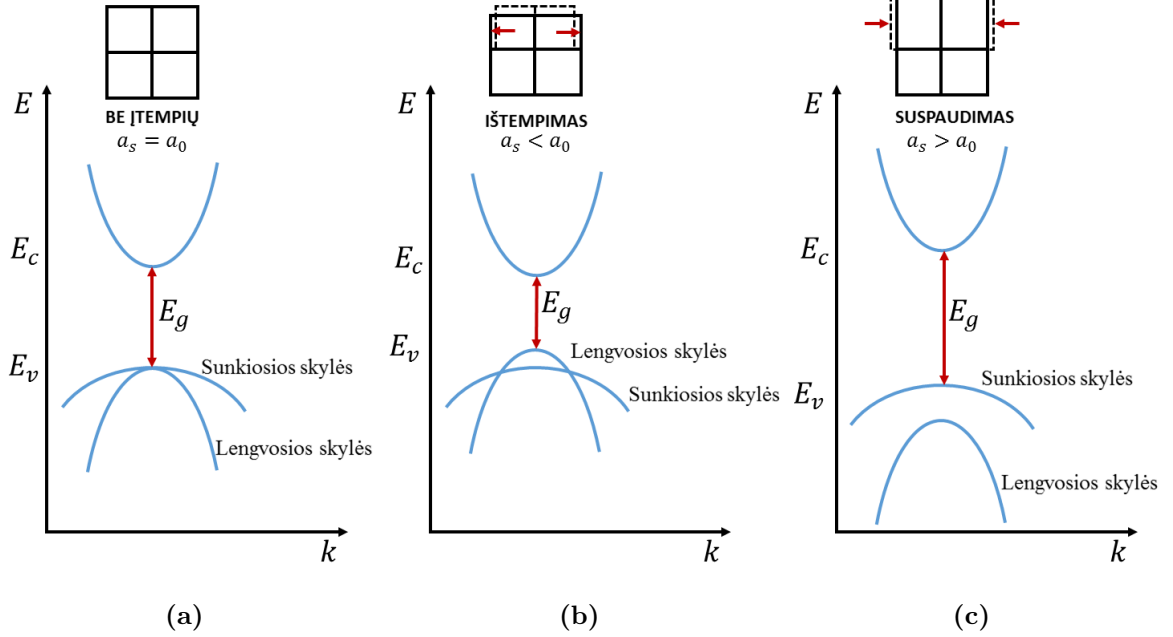 BE ĮTEMPIŲ
$a_s = a_0$
E
$E_c$
$E_g$
$E_v$
Sunkiosios skylės
Lengvosios skylės
k
(a)
IŠTEMPIMAS
$a_s < a_0$
E
$E_c$
$E_g$
$E_v$
Lengvosios skylės
Sunkiosios skylės
k
(b)
SUSPAUDIMAS
$a_s > a_0$
E
$E_c$
$E_g$
$E_v$
Sunkiosios skylės
Lengvosios skylės
k
(c)